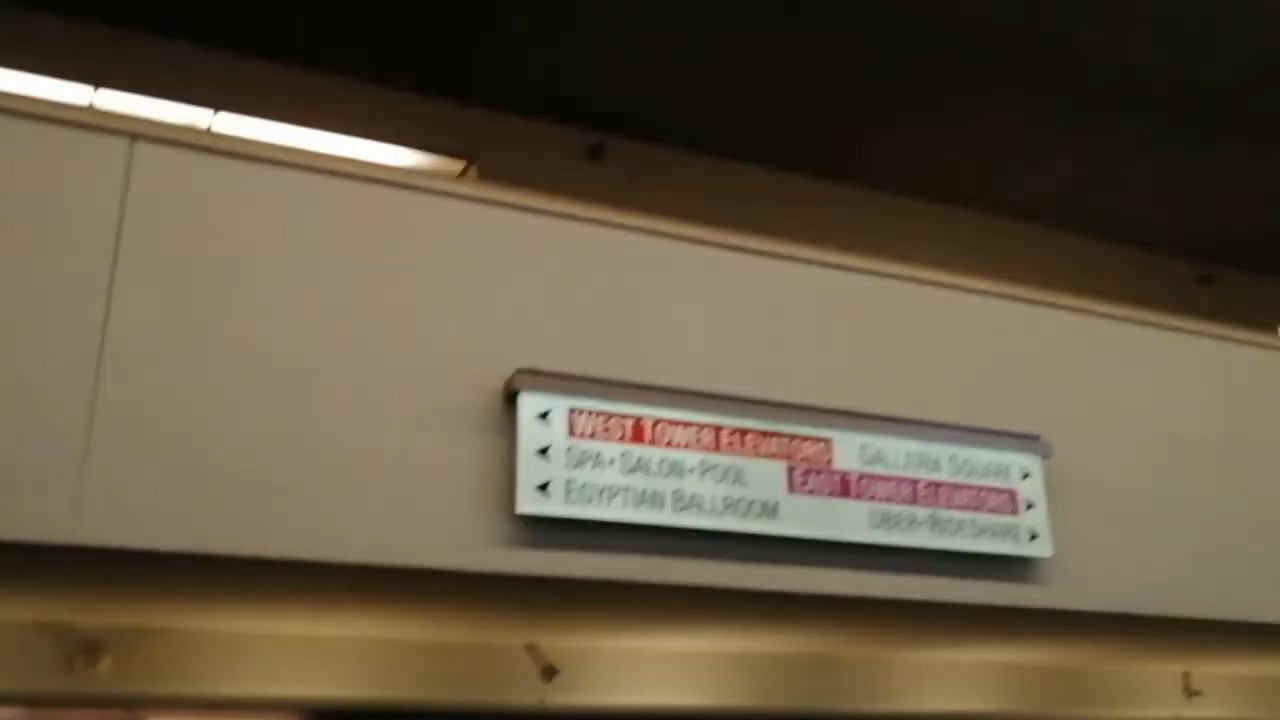 WEST TOWER ELEVATORS
SPA • SALON • POOL
EGYPTIAN BALLROOM
GALLERIA SQUARE
EAST TOWER ELEVATORS
UBER-RIDESHARE